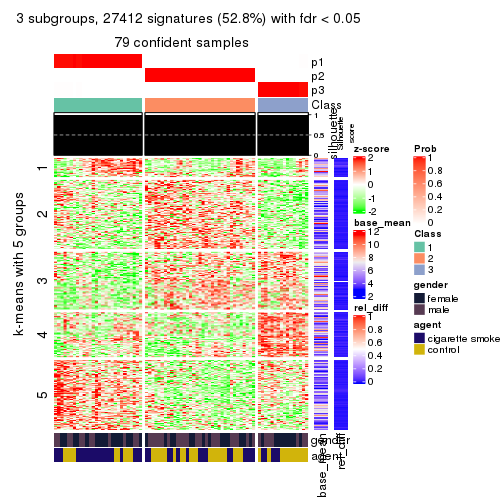 3 subgroups, 27412 signatures (52.8%) with fdr < 0.05
79 confident samples
p1
p2
p3
Class
1
0.5
0
silhouette
silhouette
score
k-means with 5 groups
1
2
3
4
5
gender
agent
base_mean
rel_diff
z-score
2
1
0
-1
-2
base_mean
12
10
8
6
4
2
rel_diff
1
0.8
0.6
0.4
0.2
0
Prob
1
0.8
0.6
0.4
0.2
0
Class
1
2
3
gender
female
male
agent
cigarette smoke
control